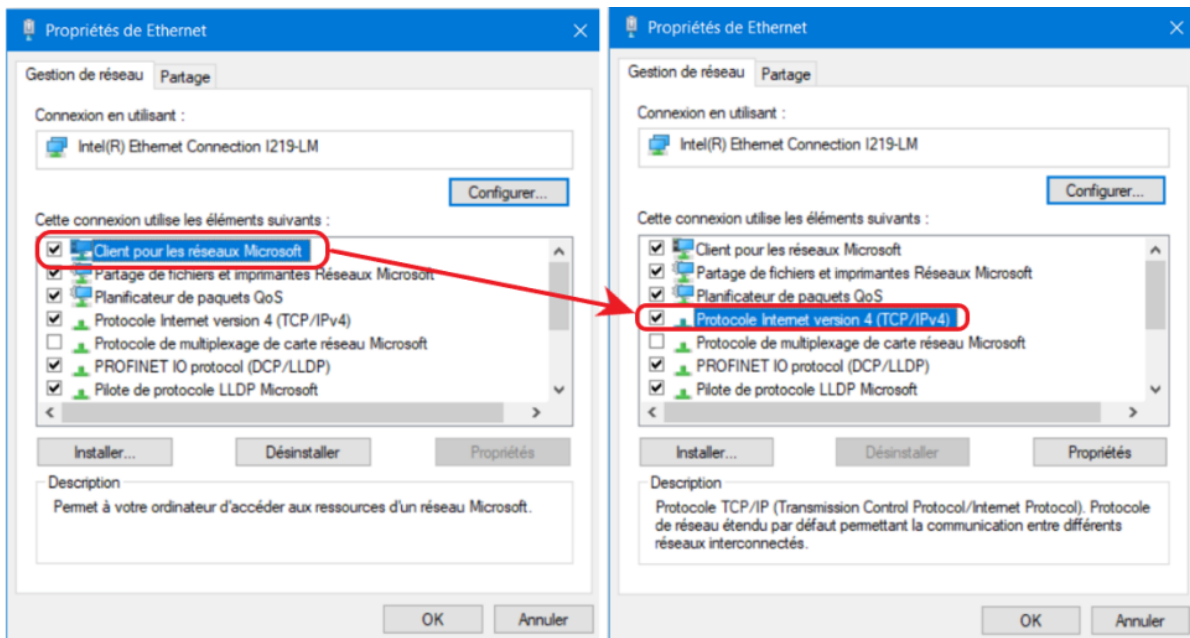 Propriétés de Ethernet
Gestion de réseau Partage
Connexion en utilisant :
Intel(R) Ethernet Connection I219-LM
Configurer...
Cette connexion utilise les éléments suivants :
Client pour les réseaux Microsoft
Partage de fichiers et imprimantes Réseaux Microsoft
Planificateur de paquets QoS
Protocole Internet version 4 (TCP/IPv4)
Protocole de multiplexage de carte réseau Microsoft
PROFINET IO protocol (DCP/LLDP)
Pilote de protocole LLDP Microsoft
Installer... Désinstaller Propriétés
Description
Permet à votre ordinateur d'accéder aux ressources d'un réseau Microsoft.
OK Annuler
Propriétés de Ethernet
Gestion de réseau Partage
Connexion en utilisant :
Intel(R) Ethernet Connection I219-LM
Configurer...
Cette connexion utilise les éléments suivants :
Client pour les réseaux Microsoft
Partage de fichiers et imprimantes Réseaux Microsoft
Planificateur de paquets QoS
Protocole Internet version 4 (TCP/IPv4)
Protocole de multiplexage de carte réseau Microsoft
PROFINET IO protocol (DCP/LLDP)
Pilote de protocole LLDP Microsoft
Installer... Désinstaller Propriétés
Description
Protocole TCP/IP (Transmission Control Protocol/Internet Protocol). Protocole
de réseau étendu par défaut permettant la communication entre différents
réseaux interconnectés.
OK Annuler